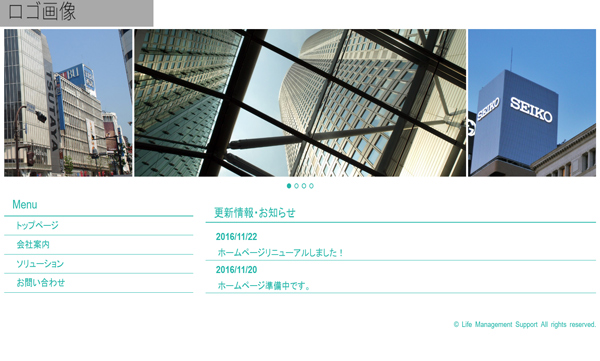 ロゴ画像
TSUTAYA
SEIKO
SEIKO
Menu
トップページ
会社案内
ソリューション
お問い合わせ
更新情報・お知らせ
2016/11/22
ホームページリニューアルしました！
2016/11/20
ホームページ準備中です。
© Life Management Support All rights reserved.